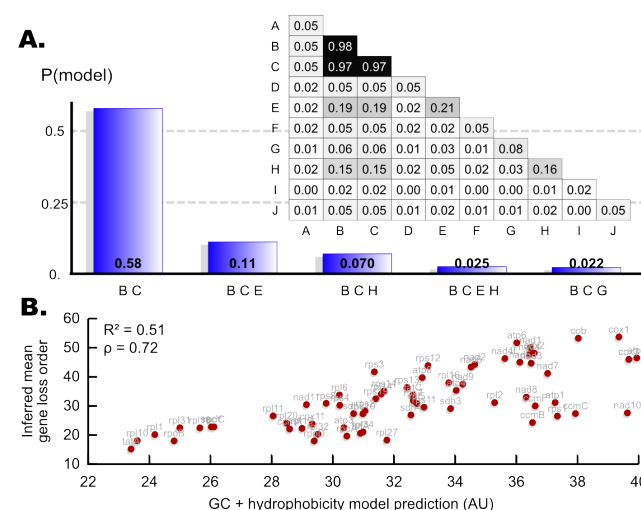 A.
P(model)
0.5
0.25
0.
A 0.05
B 0.05 0.98
C 0.05 0.97 0.97
D 0.02 0.05 0.05 0.05
E 0.02 0.19 0.19 0.02 0.21
F 0.02 0.05 0.05 0.02 0.02 0.05
G 0.01 0.06 0.06 0.01 0.03 0.01 0.08
H 0.02 0.15 0.15 0.02 0.05 0.02 0.03 0.16
I 0.00 0.02 0.02 0.00 0.01 0.00 0.01 0.01 0.02
J 0.01 0.05 0.05 0.01 0.02 0.01 0.01 0.02 0.00 0.05
A B C D E F G H I J
0.58 0.11 0.070 0.025 0.022
B C B C E B C H B C E H B C G
B.
R² = 0.51
ρ = 0.72
Inferred mean
gene loss order
60
50
40
30
20
10
cob cox1
atp6 nad1
rps3 rps12 nad2 nad4l
nad7
rpl6 rpl16 nad9
nad11 nad8 atp1
rpl2 sdh3
rpl11 rps11 ccmC nad10
rpl20 ccmB
rpl1 rpl31
rpl10 rpl32 rpl27
22 24 26 28 30 32 34 36 38 40
GC + hydrophobicity model prediction (AU)